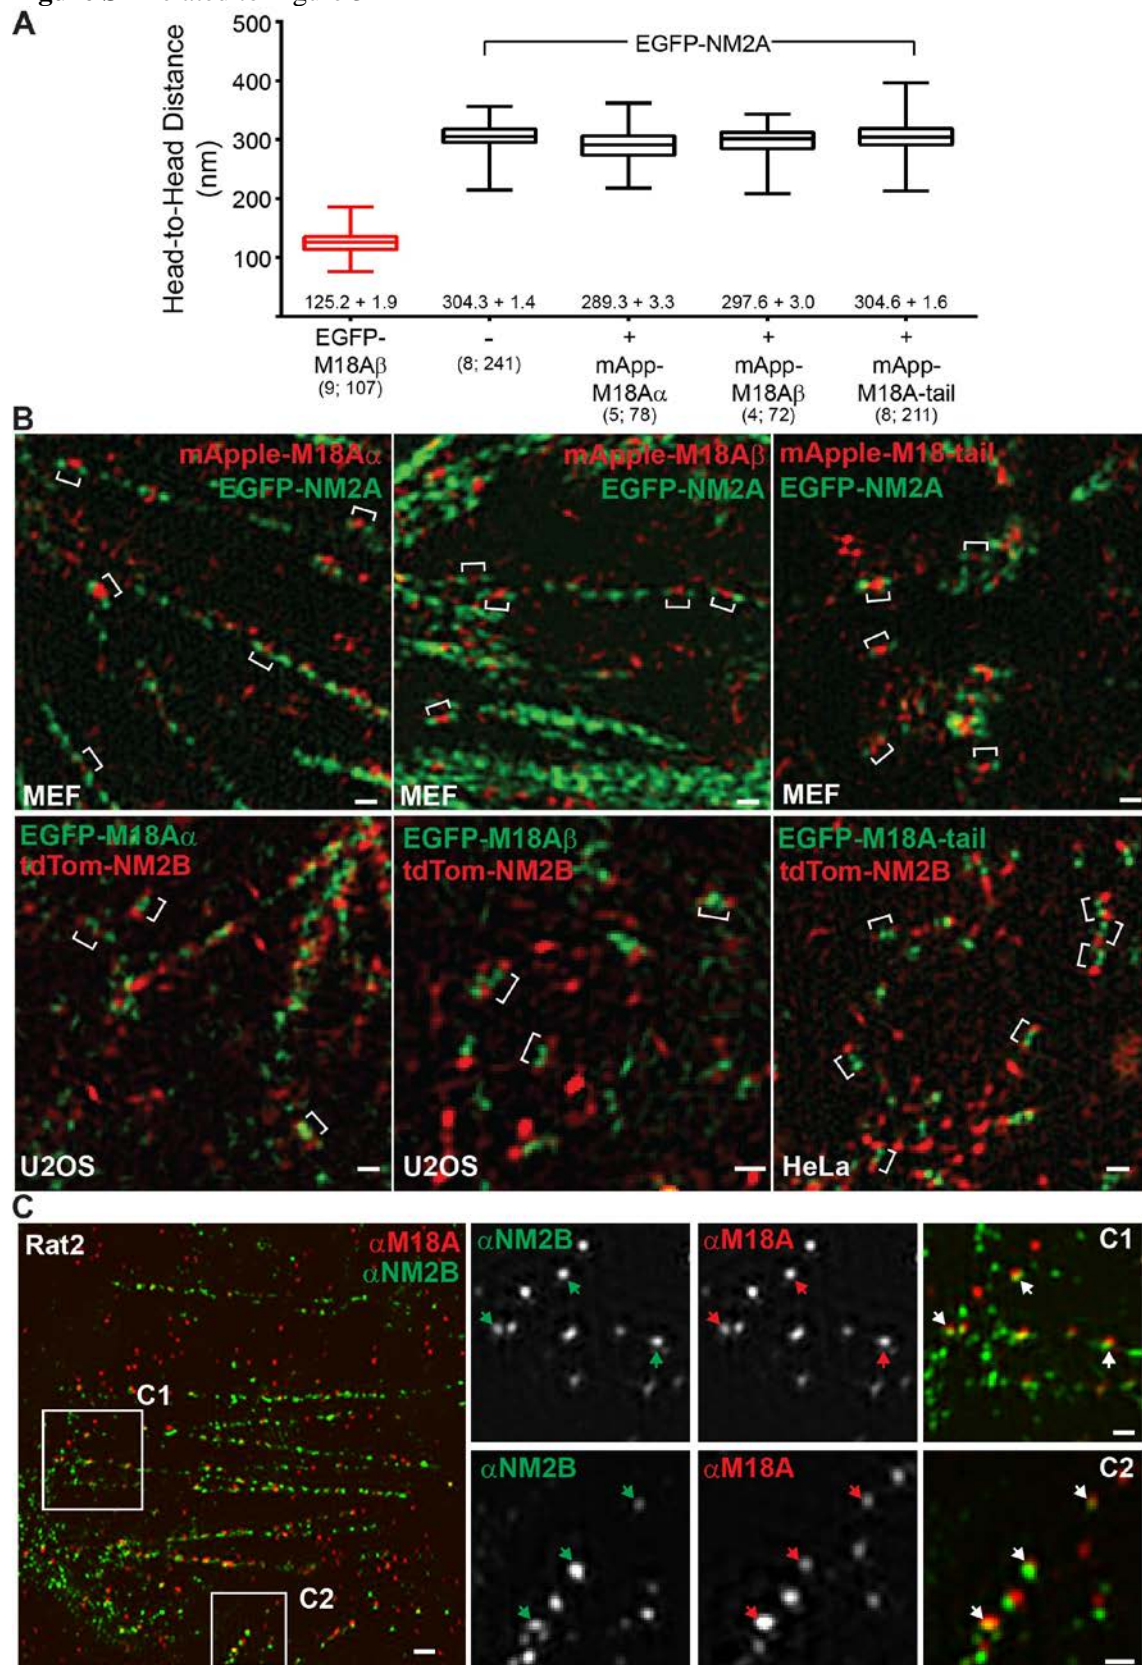 A
500
400
300
200
100
Head-to-Head Distance
(nm)
EGFP-NM2A
125.2 + 1.9
304.3 + 1.4
289.3 + 3.3
297.6 + 3.0
304.6 + 1.6
EGFP-
M18Aβ
(9; 107)
-
(8; 241)
+
mApp-
M18Aα
(5; 78)
+
mApp-
M18Aβ
(4; 72)
+
mApp-
M18A-tail
(8; 211)
B
mApple-M18Aα
EGFP-NM2A
MEF
mApple-M18Aβ
EGFP-NM2A
MEF
mApple-M18-tail
EGFP-NM2A
MEF
EGFP-M18Aα
tdTom-NM2B
U2OS
EGFP-M18Aβ
tdTom-NM2B
U2OS
EGFP-M18A-tail
tdTom-NM2B
HeLa
C
Rat2
αM18A
αNM2B
C1
C2
αNM2B
αM18A
C1
αNM2B
αM18A
C2